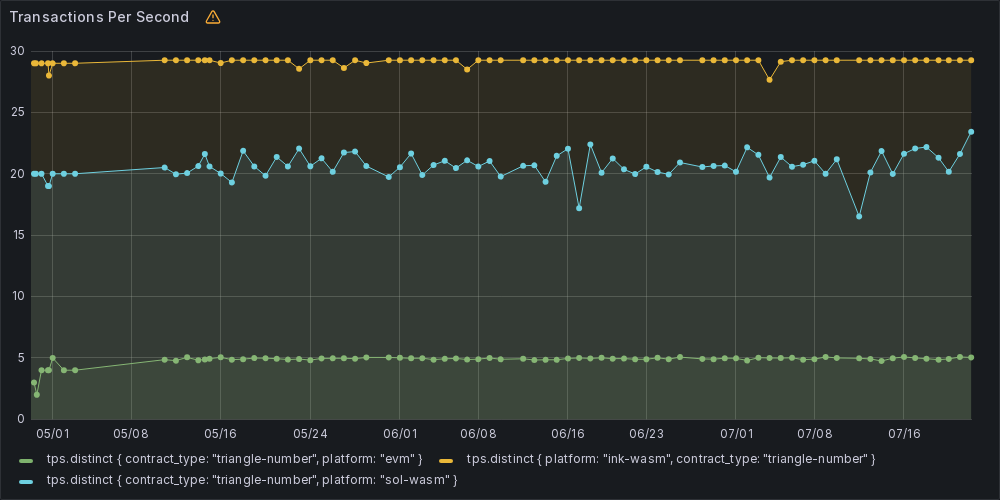 Transactions Per Second
30
25
20
15
10
5
0
05/01 05/08 05/16 05/24 06/01 06/08 06/16 06/23 07/01 07/08 07/16
tps.distinct { contract_type: "triangle-number", platform: "evm" } tps.distinct { platform: "ink-wasm", contract_type: "triangle-number" }
tps.distinct { contract_type: "triangle-number", platform: "sol-wasm" }